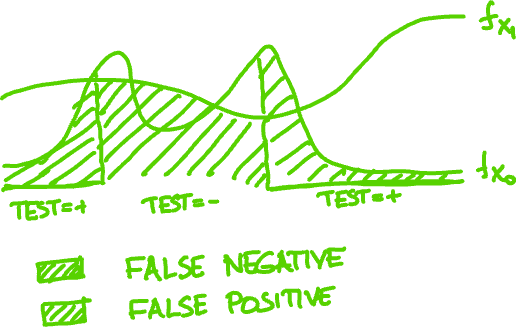 fx₁
fx₀
TEST=+ TEST=- TEST=+
FALSE NEGATIVE
FALSE POSITIVE